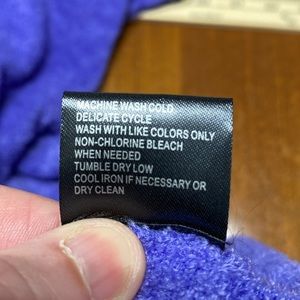 MACHINE WASH COLD
DELICATE CYCLE
WASH WITH LIKE COLORS ONLY
NON-CHLORINE BLEACH
WHEN NEEDED
TUMBLE DRY LOW
COOL IRON IF NECESSARY OR
DRY CLEAN